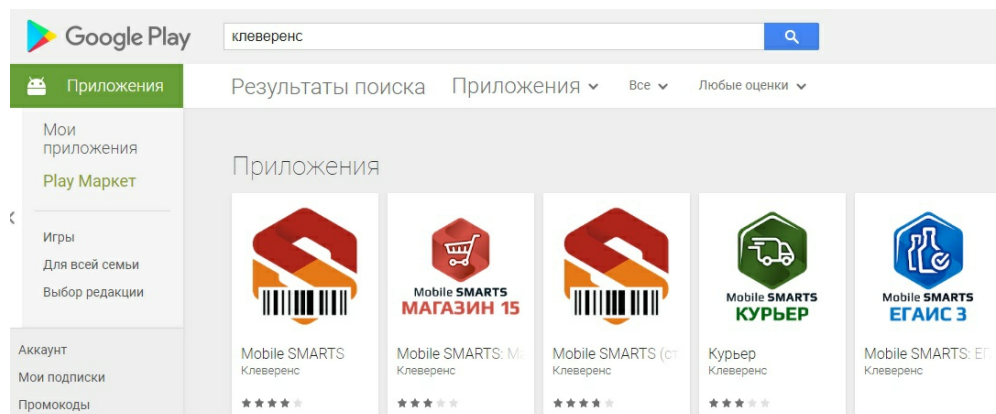 Google Play
клеверенс
Приложения
Результаты поиска Приложения Все Любые оценки
Мои
приложения
Play Маркет
Игры
Для всей семьи
Выбор редакции
Аккаунт
Мои подписки
Промокоды
Приложения
Mobile SMARTS
МАГАЗИН 15
Mobile SMARTS
КУРЬЕР
Mobile SMARTS
ЕГАИС 3
Mobile SMARTS
Клеверенс
Mobile SMARTS: М
Клеверенс
Mobile SMARTS (ст
Клеверенс
Курьер
Клеверенс
Mobile SMARTS: ЕГ
Клеверенс